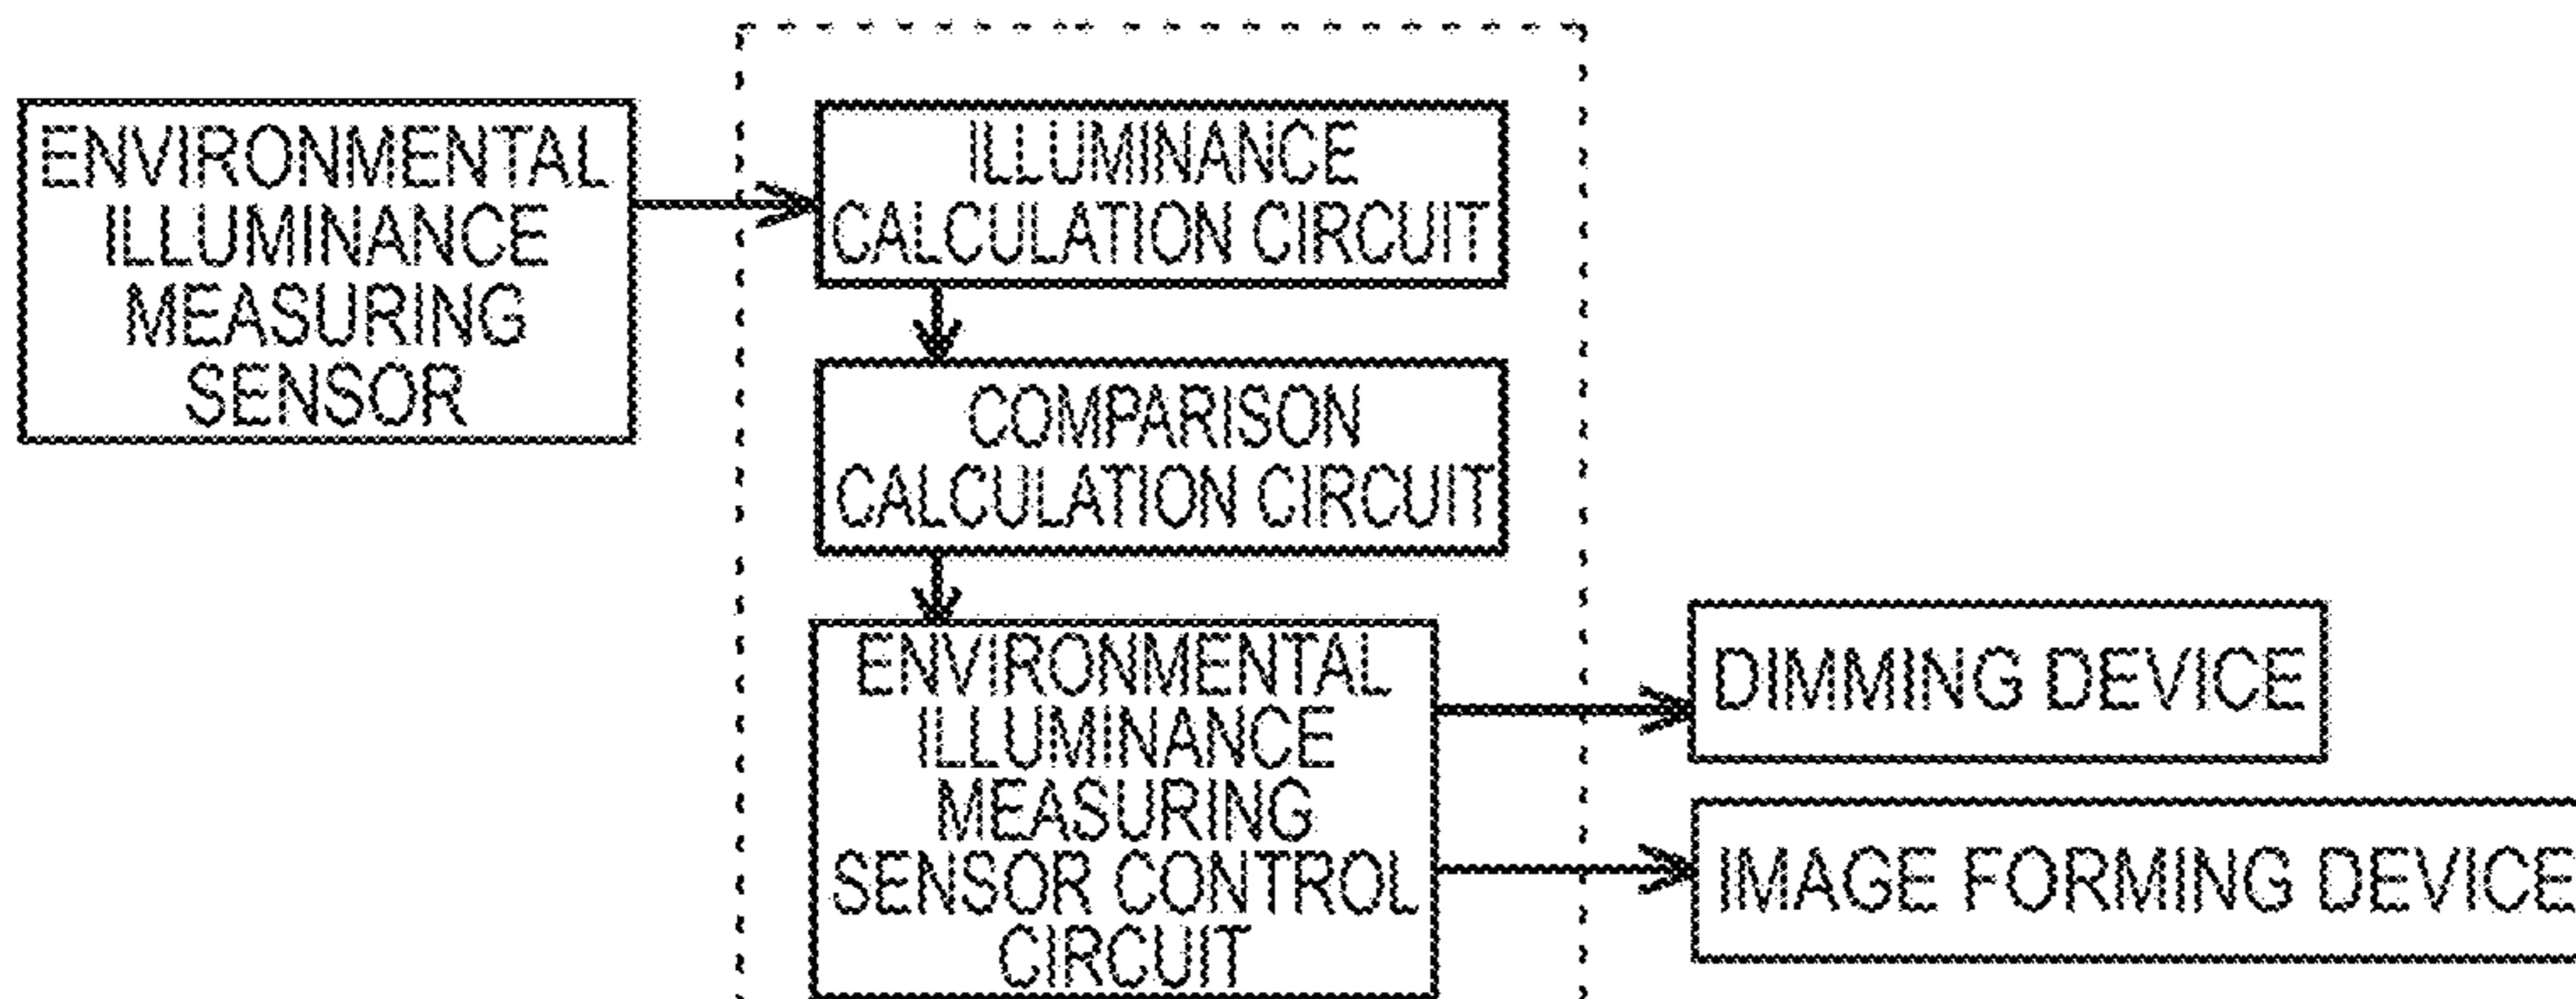 ENVIRONMENTAL
ILLUMINANCE
MEASURING
SENSOR
ILLUMINANCE
CALCULATION CIRCUIT
COMPARISON
CALCULATION CIRCUIT
ENVIRONMENTAL
ILLUMINANCE
MEASURING
SENSOR CONTROL
CIRCUIT
DIMMING DEVICE
IMAGE FORMING DEVICE